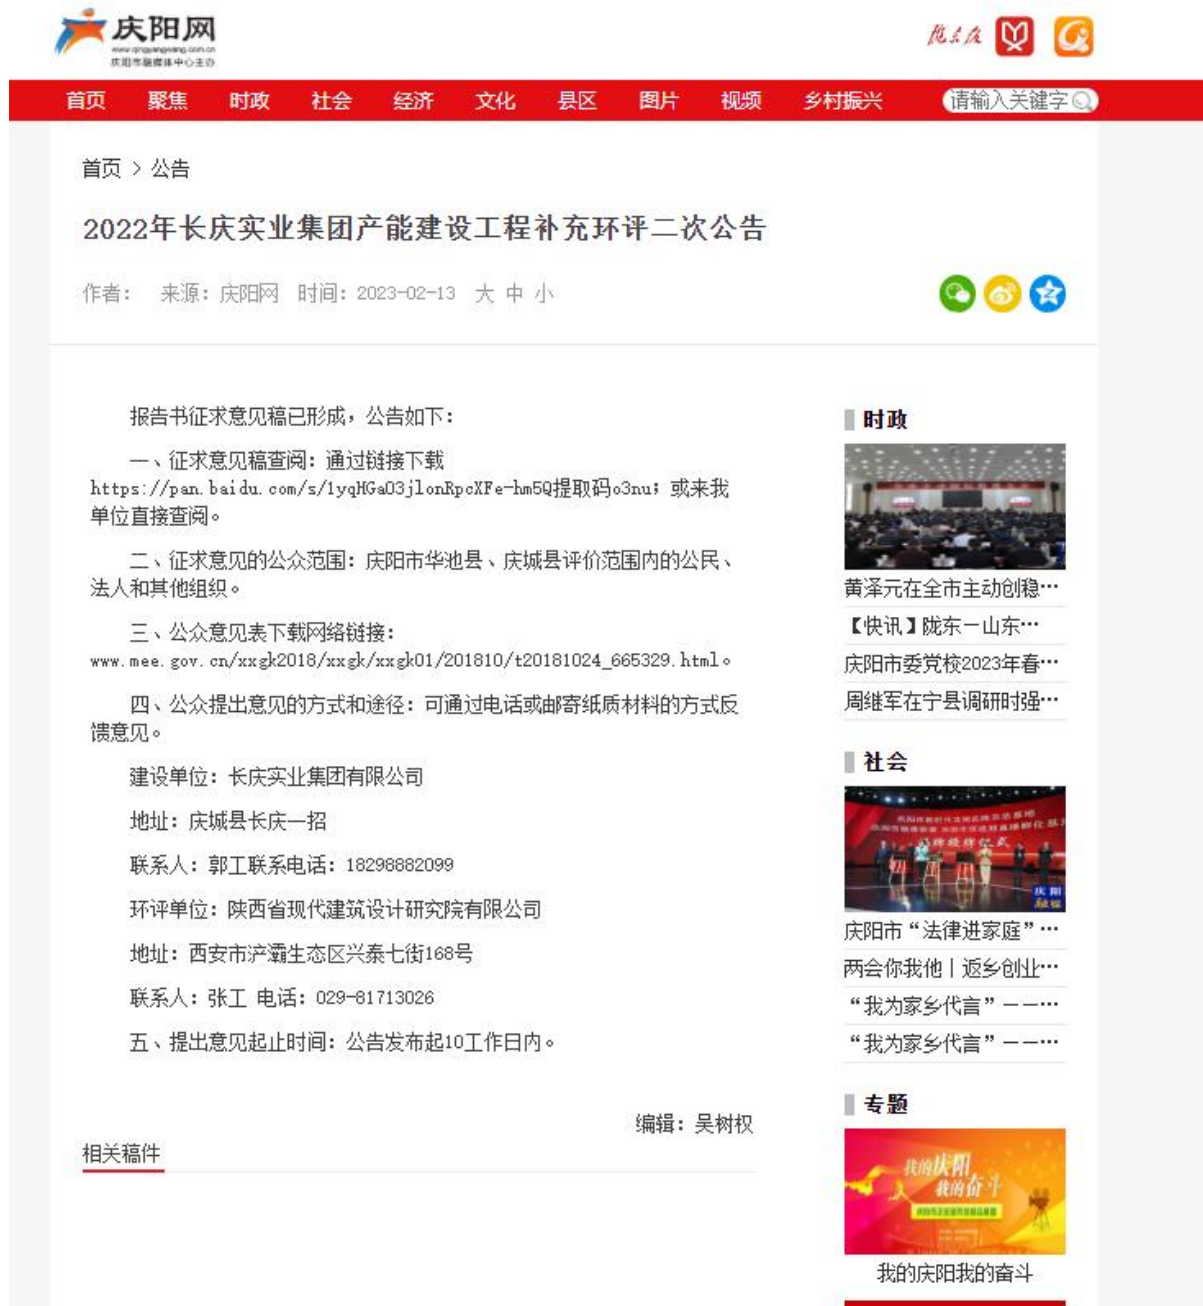 庆阳网
www.qingyangwang.com.cn
庆阳市融媒体中心主办
首页 聚焦 时政 社会 经济 文化 县区 图片 视频 乡村振兴 请输入关键字
首页 > 公告
2022年长庆实业集团产能建设工程补充环评二次公告
作者: 来源: 庆阳网 时间: 2023-02-13 大 中 小
报告书征求意见稿已形成，公告如下:
一、征求意见稿查阅: 通过链接下载
https://pan.baidu.com/s/1yqHGaO3jlonRpcXFe-hm5Q提取码o3nu; 或来我
单位直接查阅。
二、征求意见的公众范围: 庆阳市华池县、庆城县评价范围内的公民、
法人和其他组织。
三、公众意见表下载网络链接:
www.mee.gov.cn/xxgk2018/xxgk/xxgk01/201810/t20181024_665329.html。
四、公众提出意见的方式和途径: 可通过电话或邮寄纸质材料的方式反
馈意见。
建设单位: 长庆实业集团有限公司
地址: 庆城县长庆一招
联系人: 郭工联系电话: 18298882099
环评单位: 陕西省现代建筑设计研究院有限公司
地址: 西安市浐灞生态区兴泰七街168号
联系人: 张工 电话: 029-81713026
五、提出意见起止时间: 公告发布起10工作日内。
编辑: 吴树权
相关稿件
时政
黄泽元在全市主动创稳…
【快讯】陇东－山东…
庆阳市委党校2023年春…
周继军在宁县调研时强…
社会
品牌授牌仪式
庆阳
融媒
庆阳市“法律进家庭”…
两会你我他丨返乡创业…
“我为家乡代言”——…
“我为家乡代言”——…
专题
我的庆阳
我的奋斗
我的庆阳我的奋斗